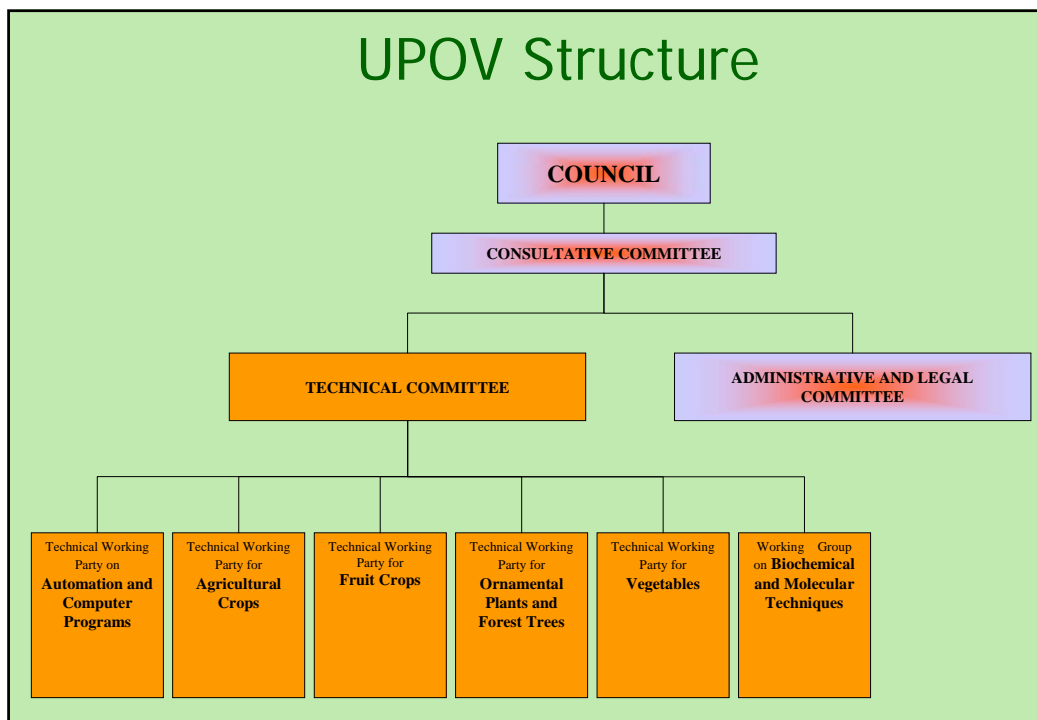 UPOV Structure
COUNCIL
CONSULTATIVE COMMITTEE
TECHNICAL COMMITTEE
ADMINISTRATIVE AND LEGAL
COMMITTEE
Technical Working
Party on
Automation and
Computer
Programs
Technical Working
Party for
Agricultural
Crops
Technical Working
Party for
Fruit Crops
Technical Working
Party for
Ornamental
Plants and
Forest Trees
Technical Working
Party for
Vegetables
Working Group
on Biochemical
and Molecular
Techniques